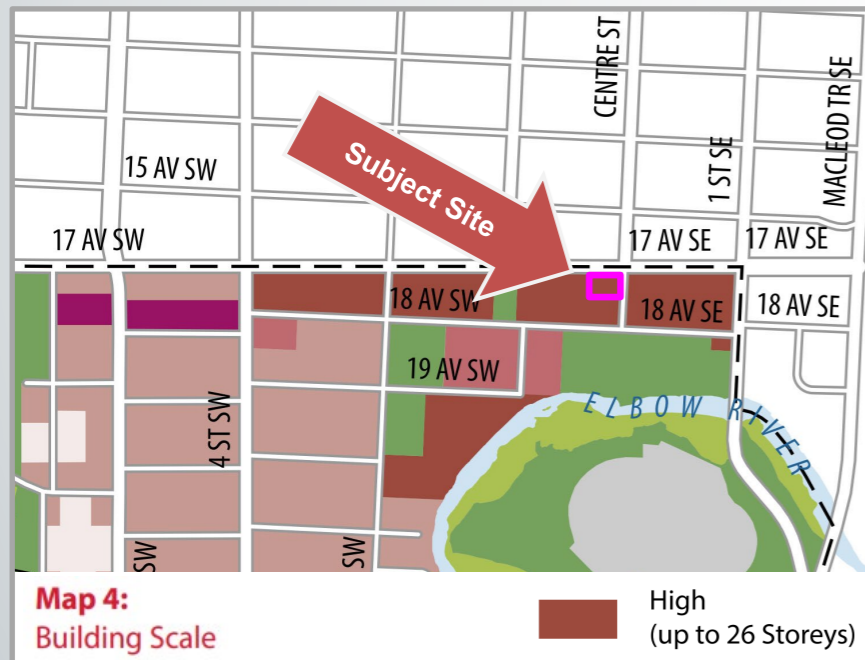 CENTRE ST
1 ST SE
MACLEOD TR SE
15 AV SW
Subject Site
17 AV SW
17 AV SE
17 AV SE
18 AV SW
18 AV SE
18 AV SE
19 AV SW
4 ST SW
ELBOW RIVER
SW
SW
Map 4:
Building Scale
High
(up to 26 Storeys)